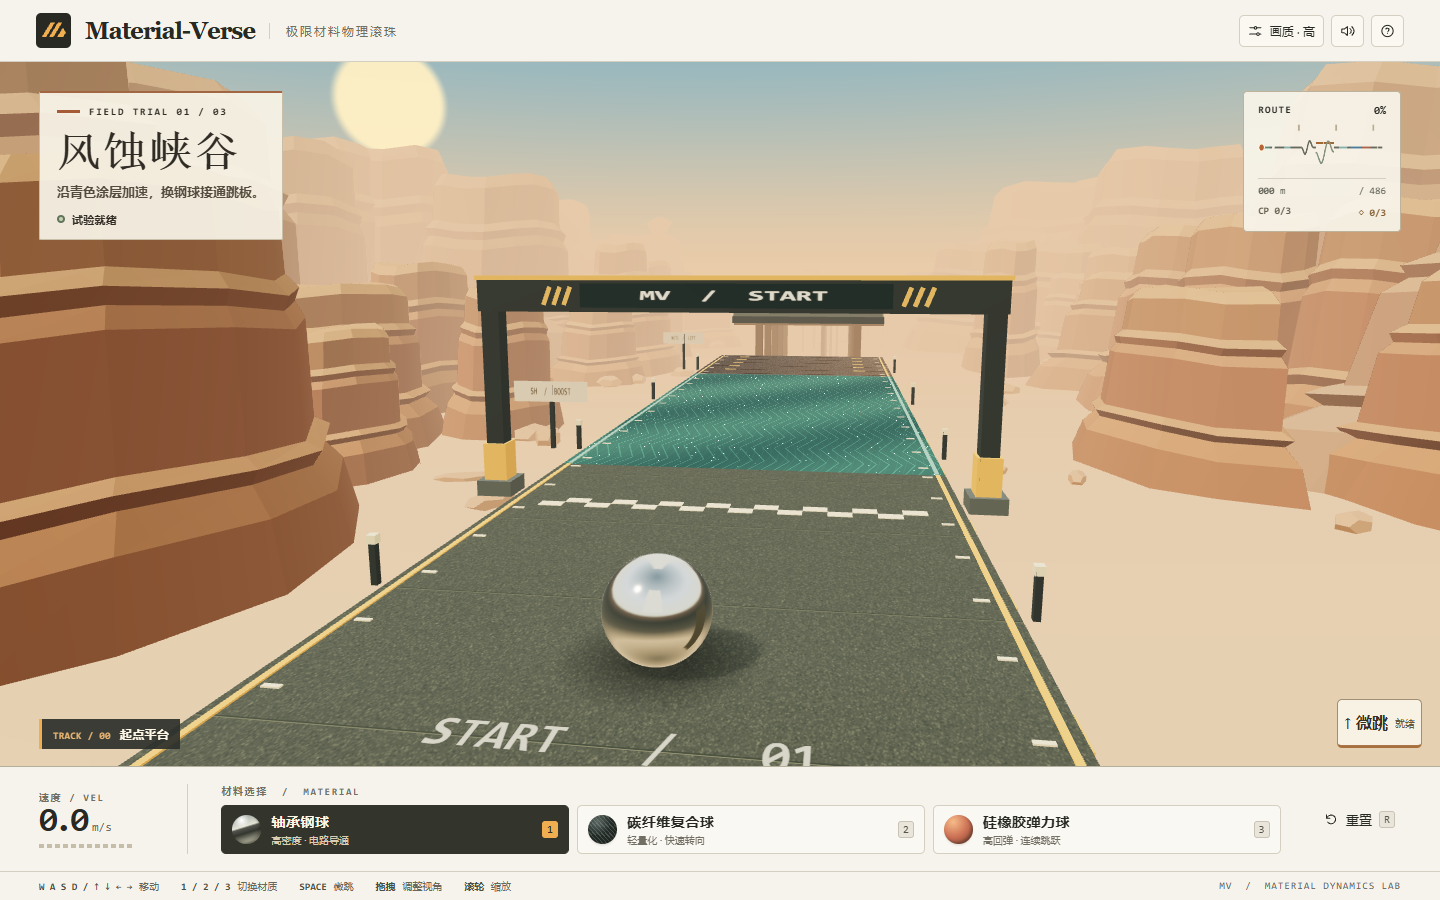 Material-Verse
极限材料物理滚珠
画质 · 高
FIELD TRIAL 01 / 03
风蚀峡谷
沿青色涂层加速，换钢球接通跳板。
试验就绪
ROUTE 0%
000 m / 486
CP 0/3 ◇ 0/3
MV / START
SH / BOOST
START / 01
TRACK / 00 起点平台
↑ 微跳 就绪
速度 / VEL
0.0 m/s
材料选择 / MATERIAL
轴承钢球
高密度 · 电路导通
1
碳纤维复合球
轻量化 · 快速转向
2
硅橡胶弹力球
高回弹 · 连续跳跃
3
重置 R
W A S D / ↑ ↓ ← → 移动 1 / 2 / 3 切换材质 SPACE 微跳 拖拽 调整视角 滚轮 缩放
MV / MATERIAL DYNAMICS LAB